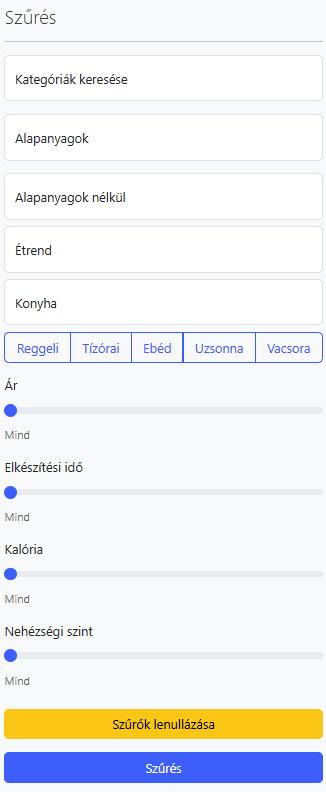 Szűrés
Kategóriák keresése
Alapanyagok
Alapanyagok nélkül
Étrend
Konyha
Reggeli Tízórai Ebéd Uzsonna Vacsora
Ár
Mind
Elkészítési idő
Mind
Kalória
Mind
Nehézségi szint
Mind
Szűrők lenullázása
Szűrés